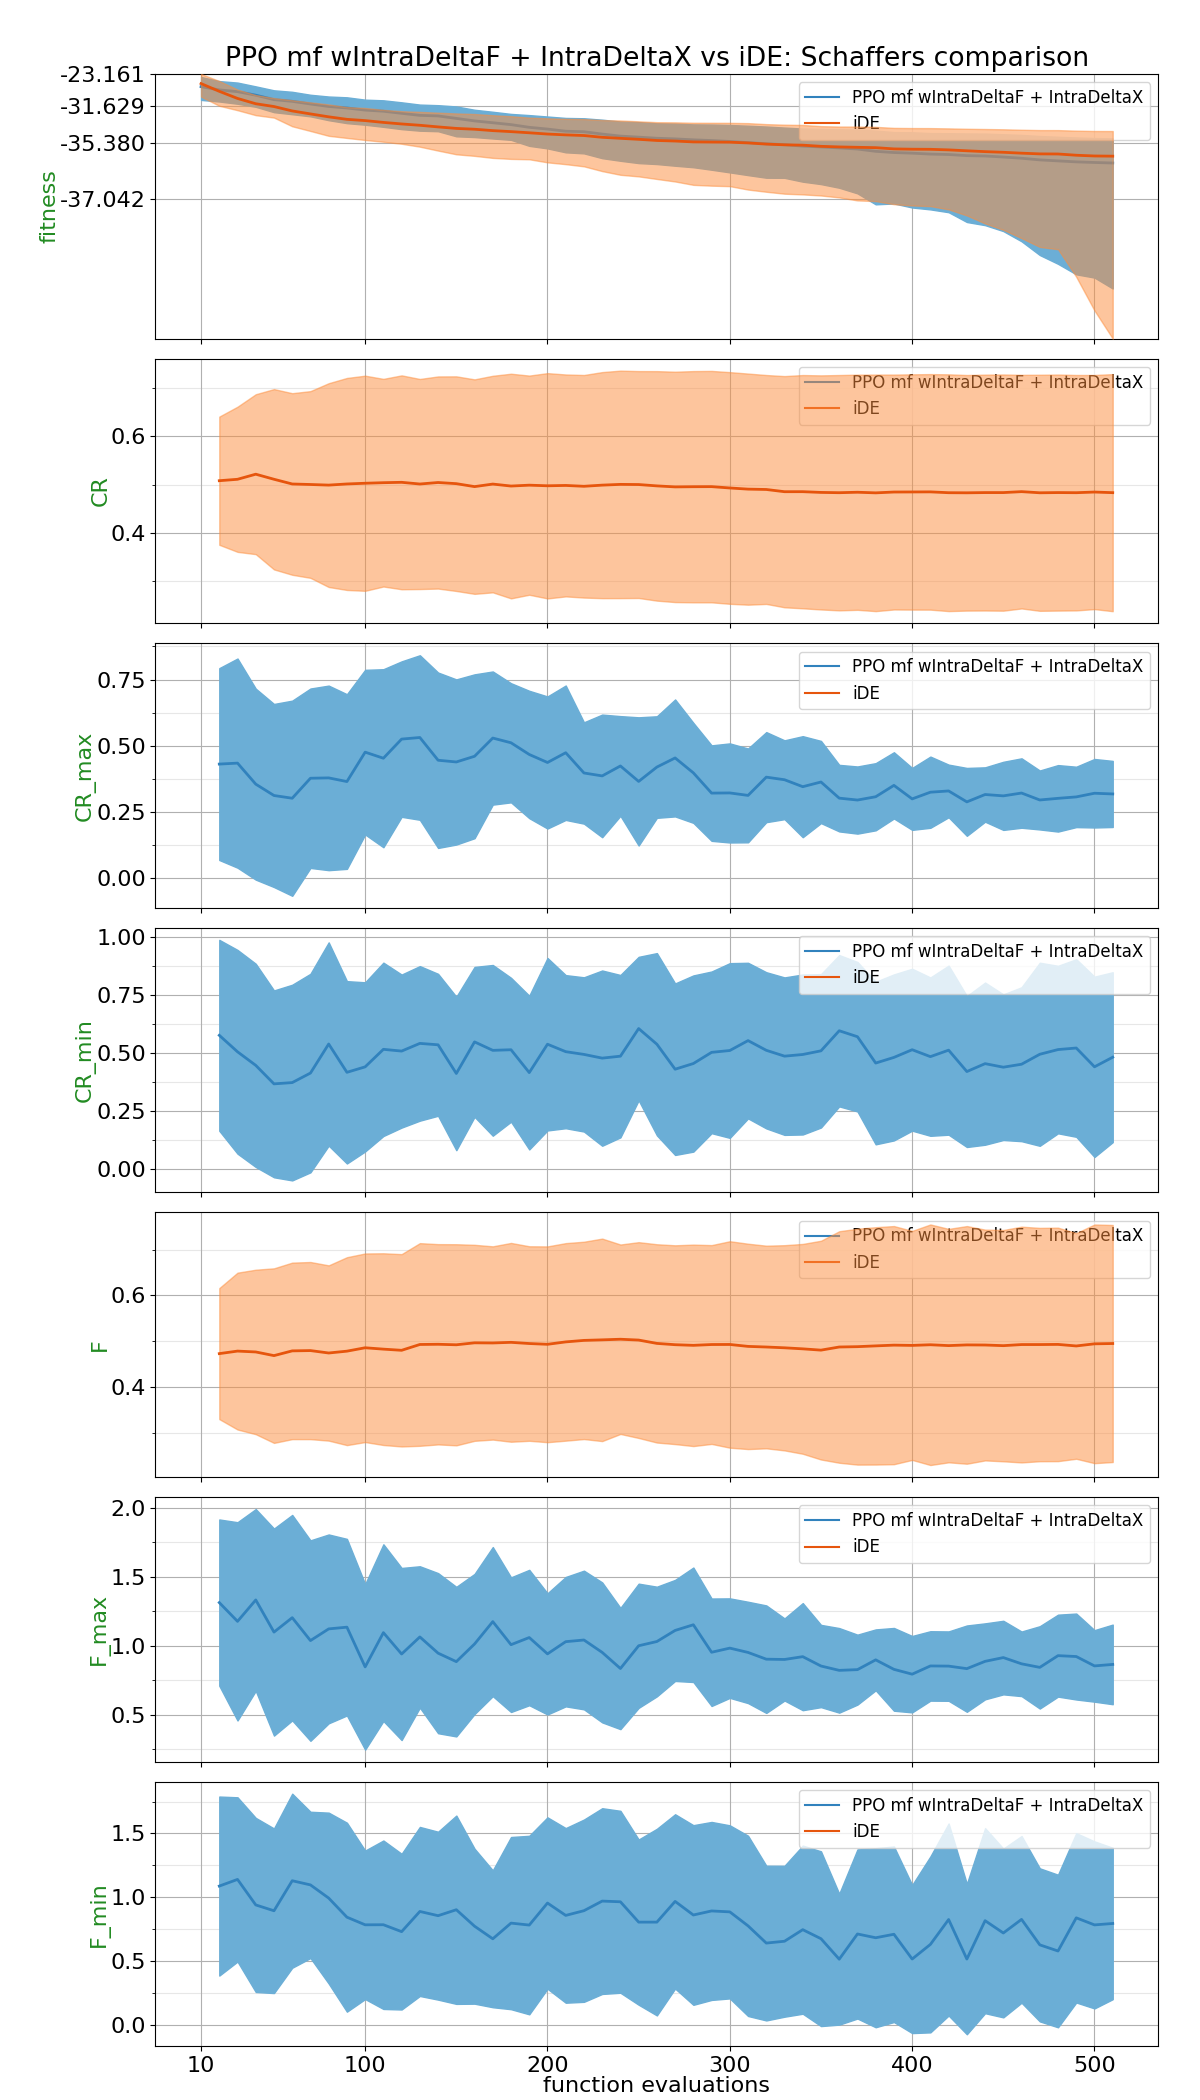 PPO mf wIntraDeltaF + IntraDeltaX vs iDE: Schaffers comparison
-23.161
-31.629
-35.380
-37.042
fitness
PPO mf wIntraDeltaF + IntraDeltaX
iDE
0.6
0.4
CR
PPO mf wIntraDeltaF + IntraDeltaX
iDE
0.75
0.50
0.25
0.00
CR_max
PPO mf wIntraDeltaF + IntraDeltaX
iDE
1.00
0.75
0.50
0.25
0.00
CR_min
PPO mf wIntraDeltaF + IntraDeltaX
iDE
0.6
0.4
F
PPO mf wIntraDeltaF + IntraDeltaX
iDE
2.0
1.5
1.0
0.5
F_max
PPO mf wIntraDeltaF + IntraDeltaX
iDE
1.5
1.0
0.5
0.0
F_min
PPO mf wIntraDeltaF + IntraDeltaX
iDE
10 100 200 300 400 500
function evaluations